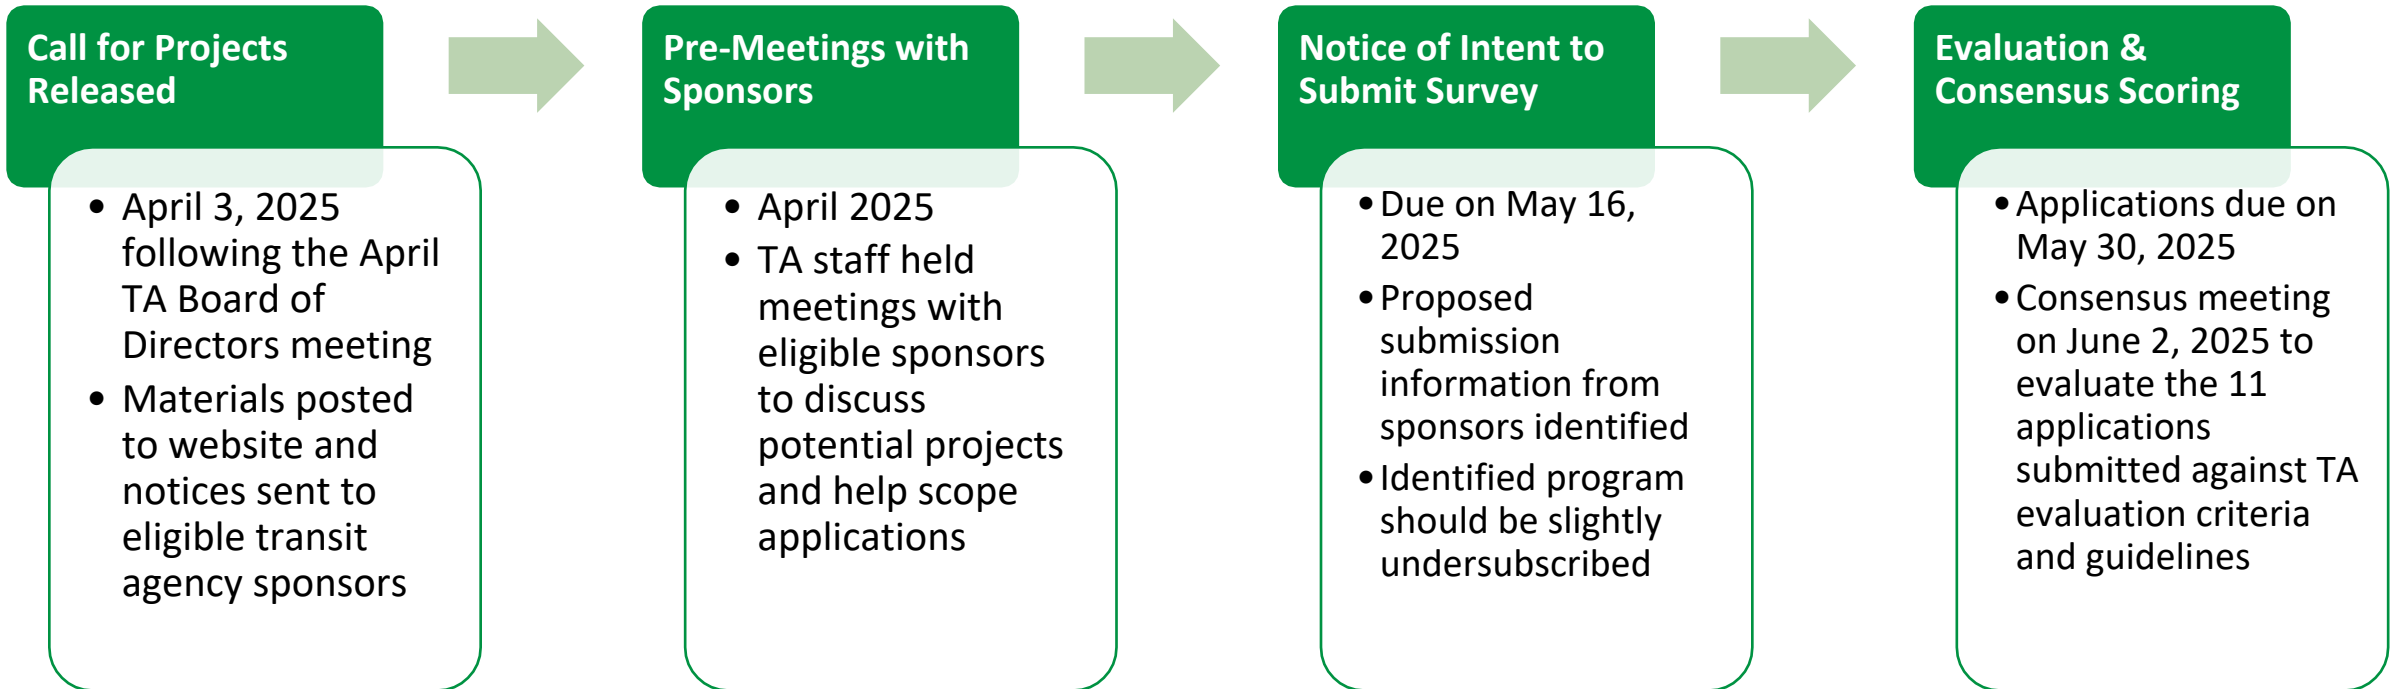 Call for Projects
Released
• April 3, 2025
following the April
TA Board of
Directors meeting
• Materials posted
to website and
notices sent to
eligible transit
agency sponsors
Pre-Meetings with
Sponsors
• April 2025
• TA staff held
meetings with
eligible sponsors
to discuss
potential projects
and help scope
applications
Notice of Intent to
Submit Survey
• Due on May 16,
2025
• Proposed
submission
information from
sponsors identified
• Identified program
should be slightly
undersubscribed
Evaluation &
Consensus Scoring
• Applications due on
May 30, 2025
• Consensus meeting
on June 2, 2025 to
evaluate the 11
applications
submitted against TA
evaluation criteria
and guidelines